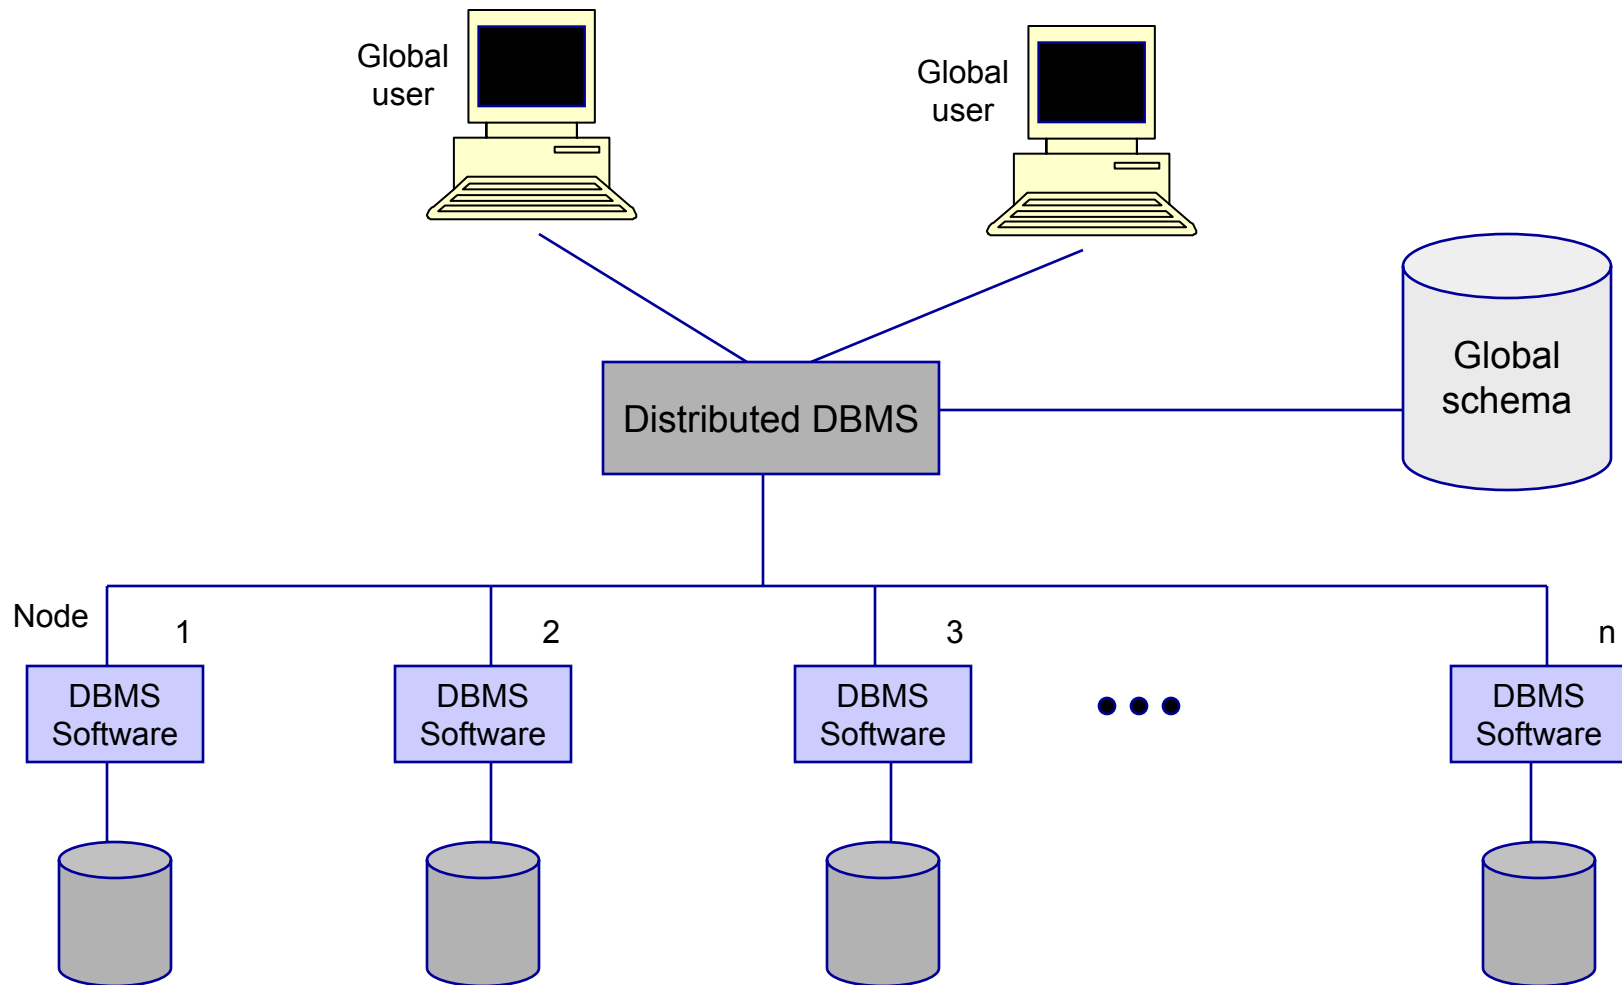 Global
user
Global
user
Global
schema
Distributed DBMS
Node
1
2
3
n
DBMS
Software
DBMS
Software
DBMS
Software
DBMS
Software